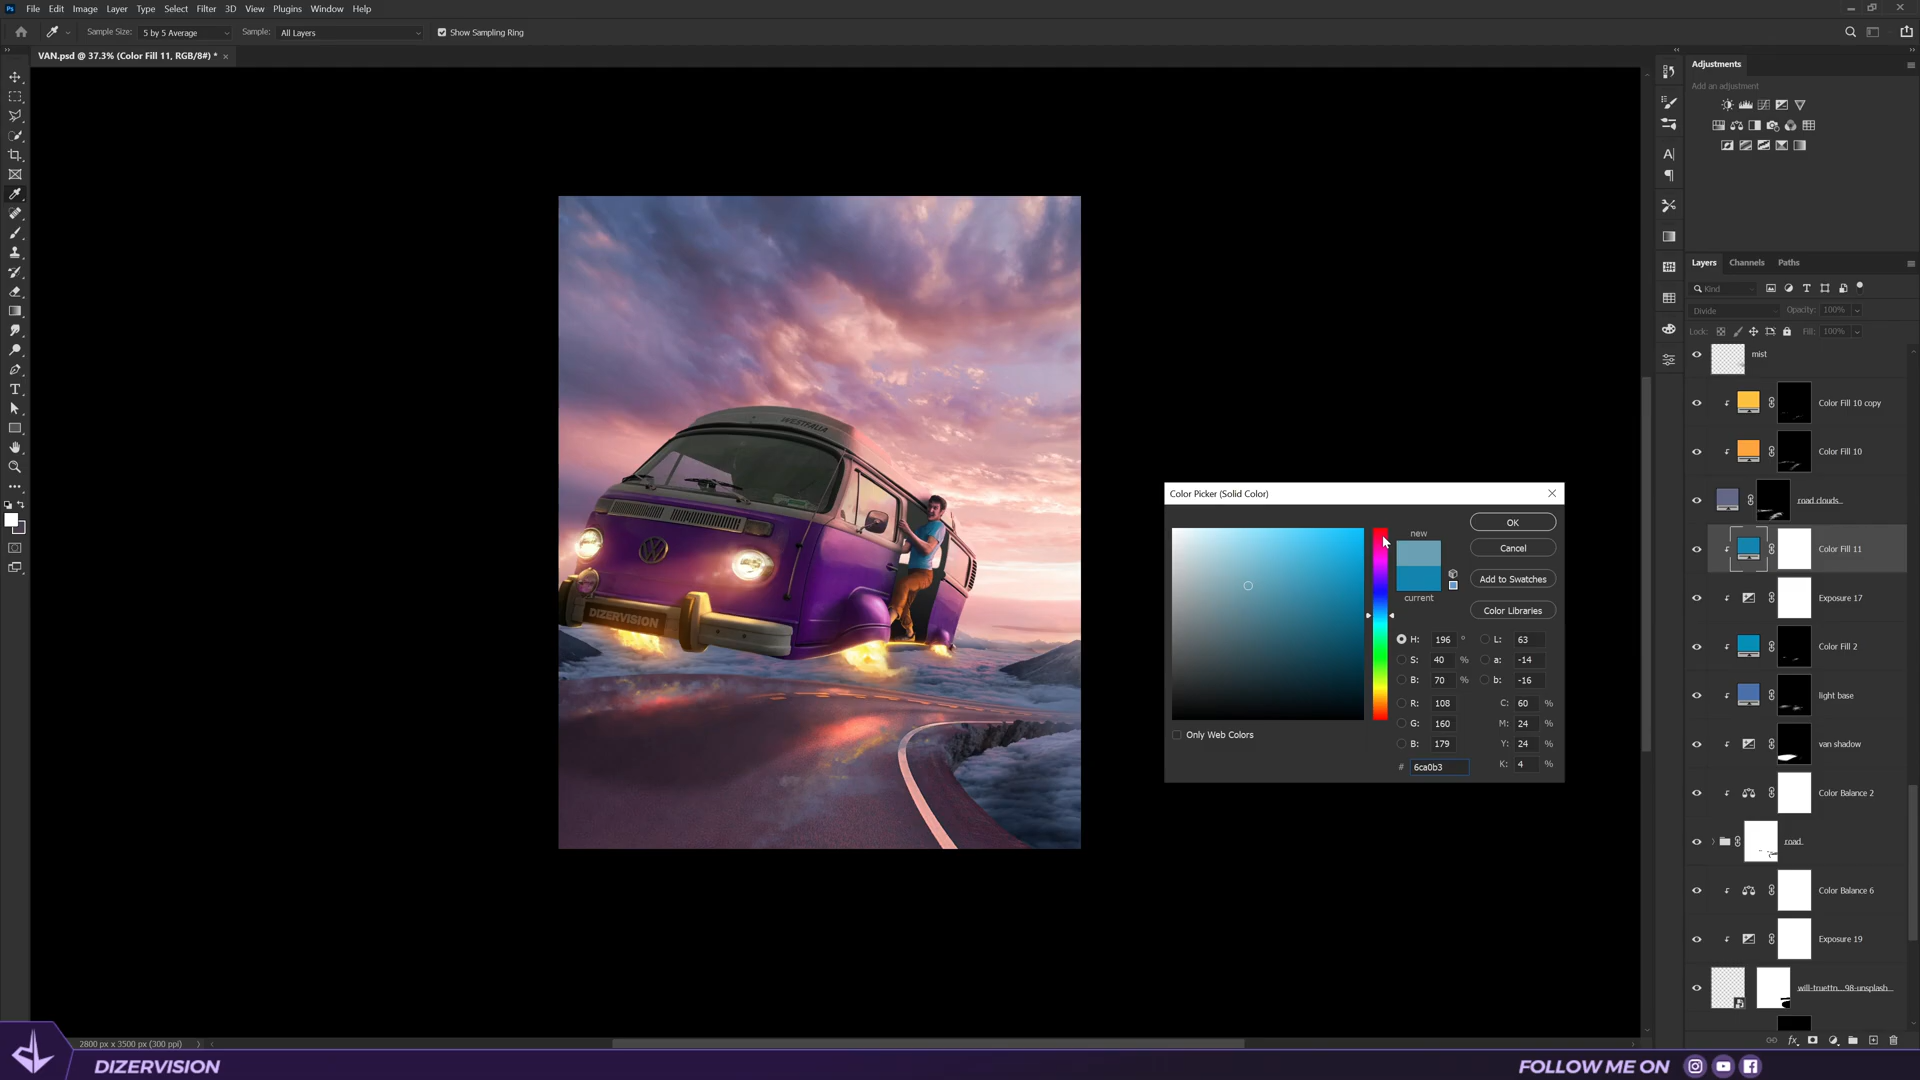 File Edit Image Layer Type Select Filter 3D View Plugins Window Help
Sample Size: 5 by 5 Average Sample: All Layers Show Sampling Ring
VAN.psd @ 37.3% (Color Fill 11, RGB/8#) *
Adjustments
Add an adjustment
Layers Channels Paths
Kind
Divide Opacity: 100%
Lock: Fill: 100%
mist
Color Fill 10 copy
Color Fill 10
road clouds
Color Fill 11
Exposure 17
Color Fill 2
light base
van shadow
Color Balance 2
road
Color Balance 6
Exposure 19
will-truettn...98-unsplash
WESTFALIA
DIZERVISION
Color Picker (Solid Color)
new
current
OK
Cancel
Add to Swatches
Color Libraries
H: 196 ° L: 63
S: 40 % a: -14
B: 70 % b: -16
R: 108 C: 60 %
G: 160 M: 24 %
B: 179 Y: 24 %
# 6ca0b3 K: 4 %
Only Web Colors
2800 px x 3500 px (300 ppi)
DIZERVISION
FOLLOW ME ON